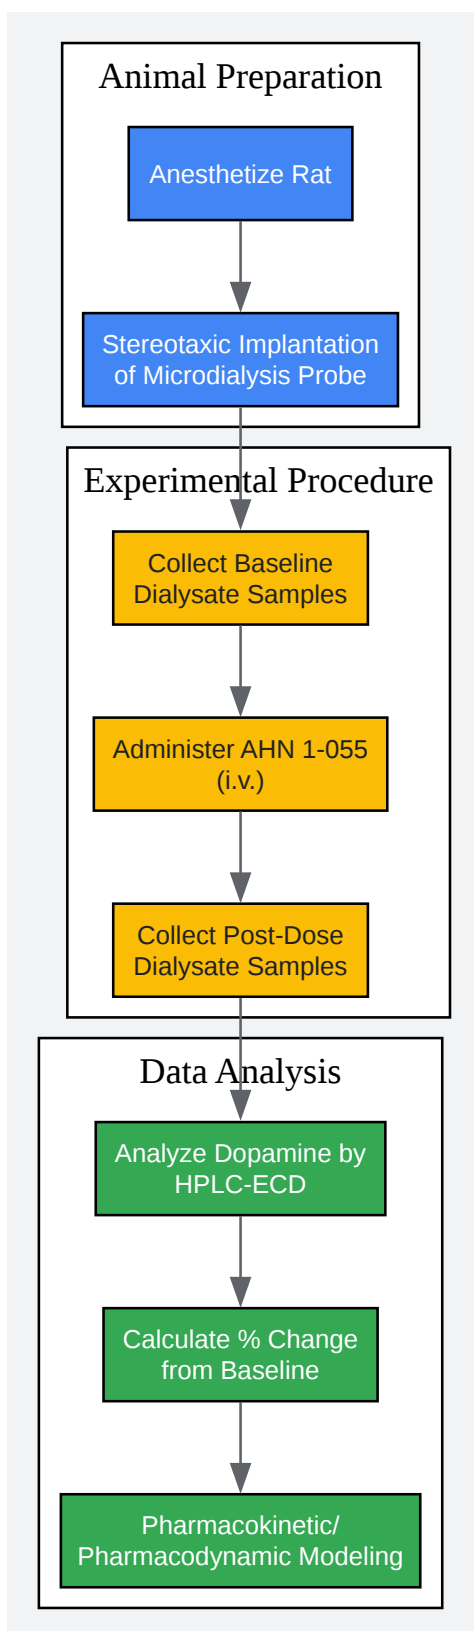 Animal Preparation
Anesthetize Rat
Stereotaxic Implantation
of Microdialysis Probe
Experimental Procedure
Collect Baseline
Dialysate Samples
Administer AHN 1-055
(i.v.)
Collect Post-Dose
Dialysate Samples
Data Analysis
Analyze Dopamine by
HPLC-ECD
Calculate % Change
from Baseline
Pharmacokinetic/
Pharmacodynamic Modeling